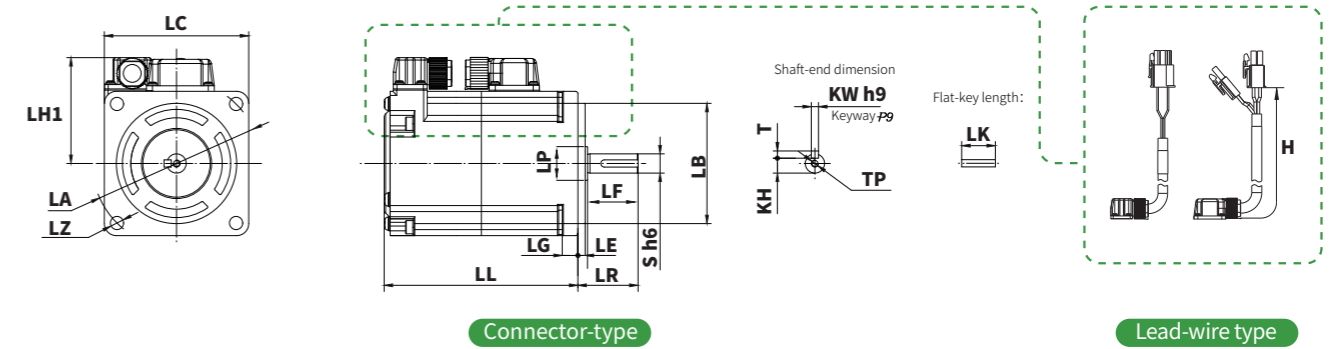 LC
LH1
LA
LZ
LP
LB
LF
LG
LE
S h6
LL
LR
Connector-type
Shaft-end dimension
KW h9
Keyway P9
T
KH
TP
Flat-key length:
LK
H
Lead-wire type